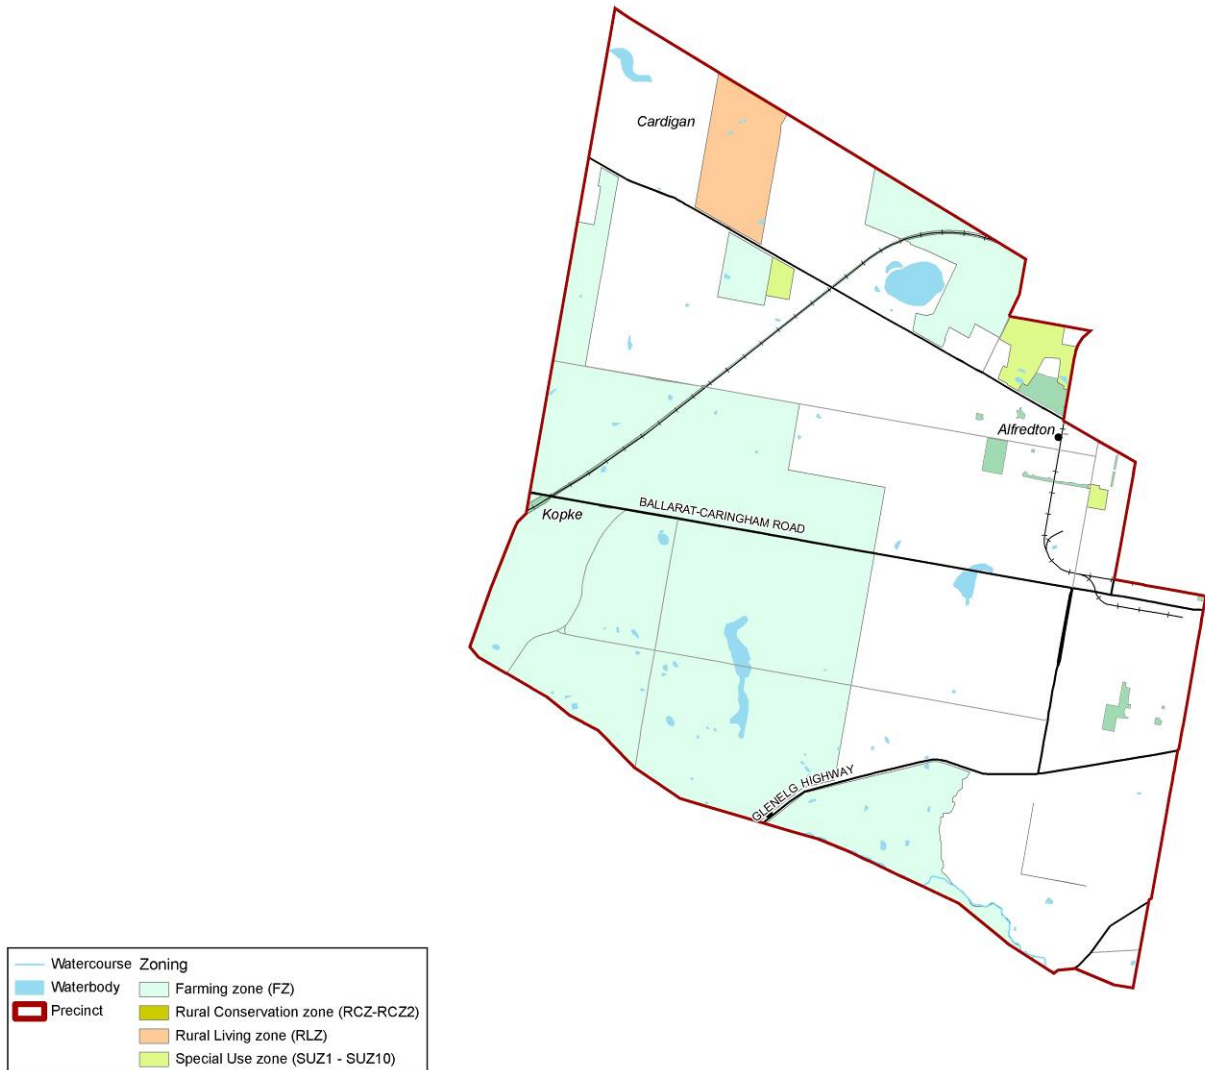 Cardigan
Alfredton
BALLARAT-CARINGHAM ROAD
Kopke
GLENELG HIGHWAY
Watercourse
Waterbody
Precinct
Zoning
Farming zone (FZ)
Rural Conservation zone (RCZ-RCZ2)
Rural Living zone (RLZ)
Special Use zone (SUZ1 - SUZ10)